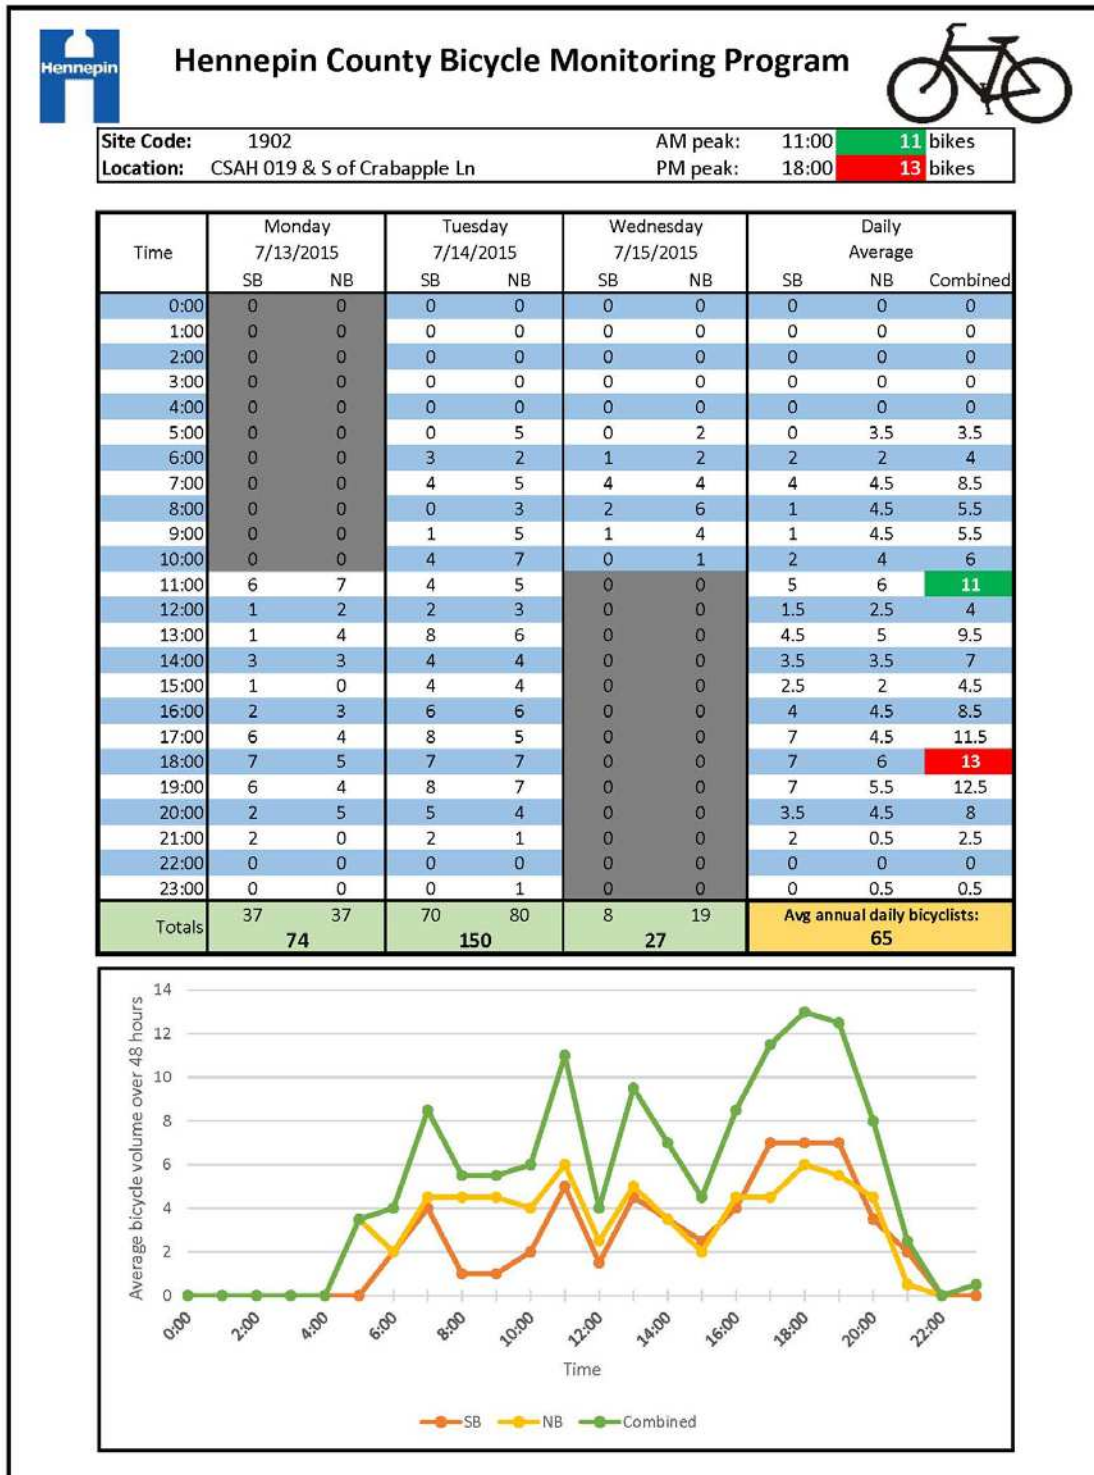 Hennepin
Hennepin County Bicycle Monitoring Program
Site Code: 1902 AM peak: 11:00 11 bikes
Location: CSAH 019 & S of Crabapple Ln PM peak: 18:00 13 bikes
Monday Tuesday Wednesday Daily
Time 7/13/2015 7/14/2015 7/15/2015 Average
SB NB SB NB SB NB SB NB Combined
0:00 0 0 0 0 0 0 0 0 0
1:00 0 0 0 0 0 0 0 0 0
2:00 0 0 0 0 0 0 0 0 0
3:00 0 0 0 0 0 0 0 0 0
4:00 0 0 0 0 0 0 0 0 0
5:00 0 0 0 5 0 2 0 3.5 3.5
6:00 0 0 3 2 1 2 2 2 4
7:00 0 0 4 5 4 4 4 4.5 8.5
8:00 0 0 0 3 2 6 1 4.5 5.5
9:00 0 0 1 5 1 4 1 4.5 5.5
10:00 0 0 4 7 0 1 2 4 6
11:00 6 7 4 5 0 0 5 6 11
12:00 1 2 2 3 0 0 1.5 2.5 4
13:00 1 4 8 6 0 0 4.5 5 9.5
14:00 3 3 4 4 0 0 3.5 3.5 7
15:00 1 0 4 4 0 0 2.5 2 4.5
16:00 2 3 6 6 0 0 4 4.5 8.5
17:00 6 4 8 5 0 0 7 4.5 11.5
18:00 7 5 7 7 0 0 7 6 13
19:00 6 4 8 7 0 0 7 5.5 12.5
20:00 2 5 5 4 0 0 3.5 4.5 8
21:00 2 0 2 1 0 0 2 0.5 2.5
22:00 0 0 0 0 0 0 0 0 0
23:00 0 0 0 1 0 0 0 0.5 0.5
Totals 37 37 70 80 8 19 Avg annual daily bicyclists:
74 150 27 65
Average bicycle volume over 48 hours
14
12
10
8
6
4
2
0
0:00 2:00 4:00 6:00 8:00 10:00 12:00 14:00 16:00 18:00 20:00 22:00
Time
SB NB Combined